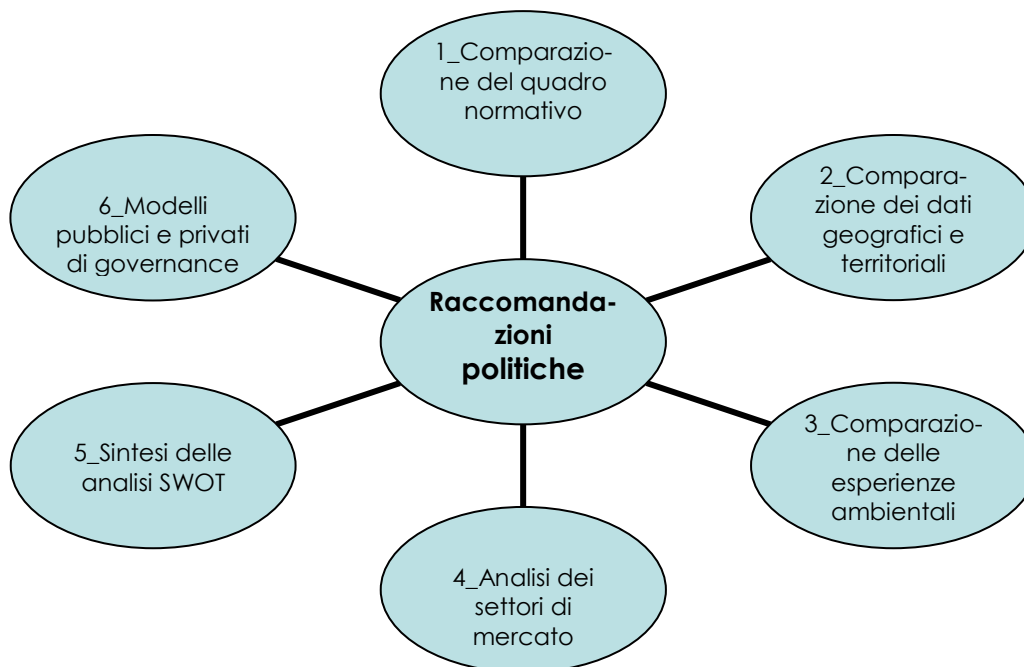 1_Comparazio-
ne del quadro
normativo
2_Compara-
zione dei dati
geografici e
territoriali
3_Comparazio-
ne delle
esperienze
ambientali
4_Analisi dei
settori di
mercato
5_Sintesi delle
analisi SWOT
6_Modelli
pubblici e privati
di governance
Raccomanda-
zioni
politiche